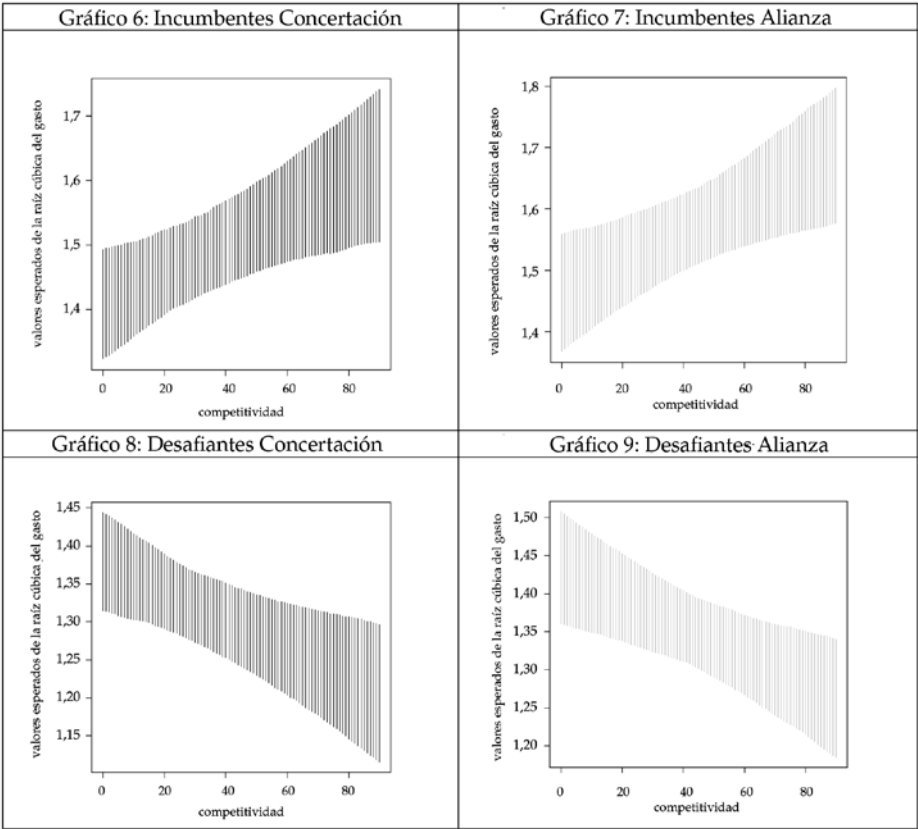 Gráfico 6: Incumbentes Concertación
valores esperados de la raíz cúbica del gasto
1,7
1,6
1,5
1,4
0 20 40 60 80
competitividad
Gráfico 7: Incumbentes Alianza
valores esperados de la raíz cúbica del gasto
1,8
1,7
1,6
1,5
1,4
0 20 40 60 80
competitividad
Gráfico 8: Desafiantes Concertación
valores esperados de la raíz cúbica del gasto
1,45
1,40
1,35
1,30
1,25
1,20
1,15
0 20 40 60 80
competitividad
Gráfico 9: Desafiantes Alianza
valores esperados de la raíz cúbica del gasto
1,50
1,45
1,40
1,35
1,30
1,25
1,20
0 20 40 60 80
competitividad